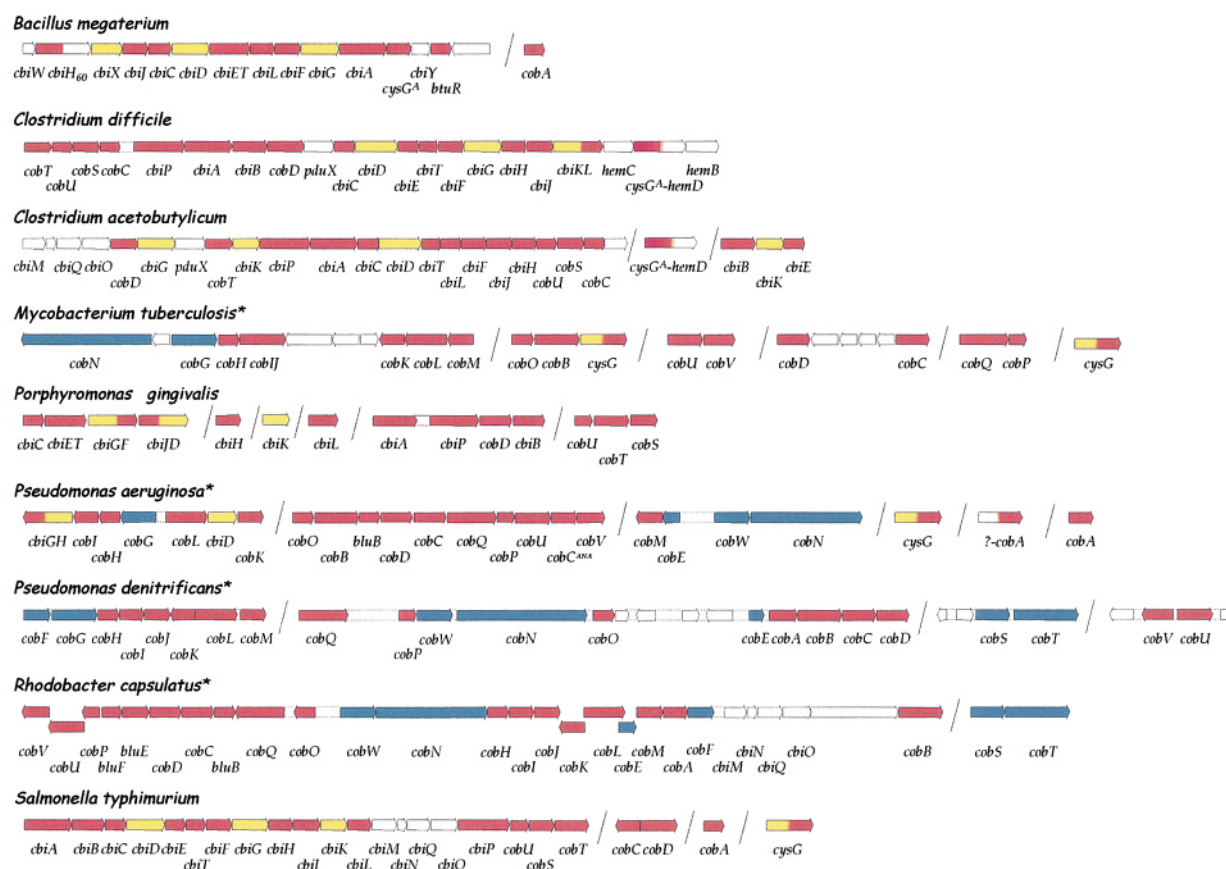 Bacillus megaterium
cbiW cbiH60 cbiX cbiJ cbiC cbiD cbiET cbiL cbiF cbiG cbiA cysGA cbiY btuR cobA
Clostridium difficile
cobT cobU cobS cobC cbiP cbiA cbiB cobD pduX cbiC cbiD cbiE cbiT cbiF cbiG cbiH cbiJ cbiKL hemC cysGA-hemD hemB
Clostridium acetobutylicum
cbiM cbiQ cbiO cobD cbiG pduX cobT cbiK cbiP cbiA cbiC cbiD cbiT cbiL cbiF cbiJ cbiH cobU cobS cobC cysGA-hemD cbiB cbiK cbiE
Mycobacterium tuberculosis*
cobN cobG cobH cobIJ cobK cobL cobM cobO cobB cysG cobU cobV cobD cobC cobQ cobP cysG
Porphyromonas gingivalis
cbiC cbiET cbiGF cbiJD cbiH cbiK cbiL cbiA cbiP cobD cbiB cobU cobT cobS
Pseudomonas aeruginosa*
cbiGH cobI cobH cobG cobL cbiD cobK cobO cobB bluB cobD cobC cobQ cobP cobU cobCANA cobV cobM cobE cobW cobN cysG ?-cobA cobA
Pseudomonas denitrificans*
cobF cobG cobH cobI cobJ cobK cobL cobM cobQ cobP cobW cobN cobO cobE cobA cobB cobC cobD cobS cobT cobV cobU
Rhodobacter capsulatus*
cobV cobU cobP bluF bluE cobD cobC bluB cobQ cobO cobW cobN cobH cobI cobJ cobK cobL cobE cobM cobA cobF cbiM cbiN cbiQ cbiO cobB cobS cobT
Salmonella typhimurium
cbiA cbiB cbiC cbiD cbiE cbiT cbiF cbiG cbiH cbiJ cbiK cbiL cbiM cbiN cbiQ cbiO cbiP cobU cobS cobT cobC cobD cobA cysG